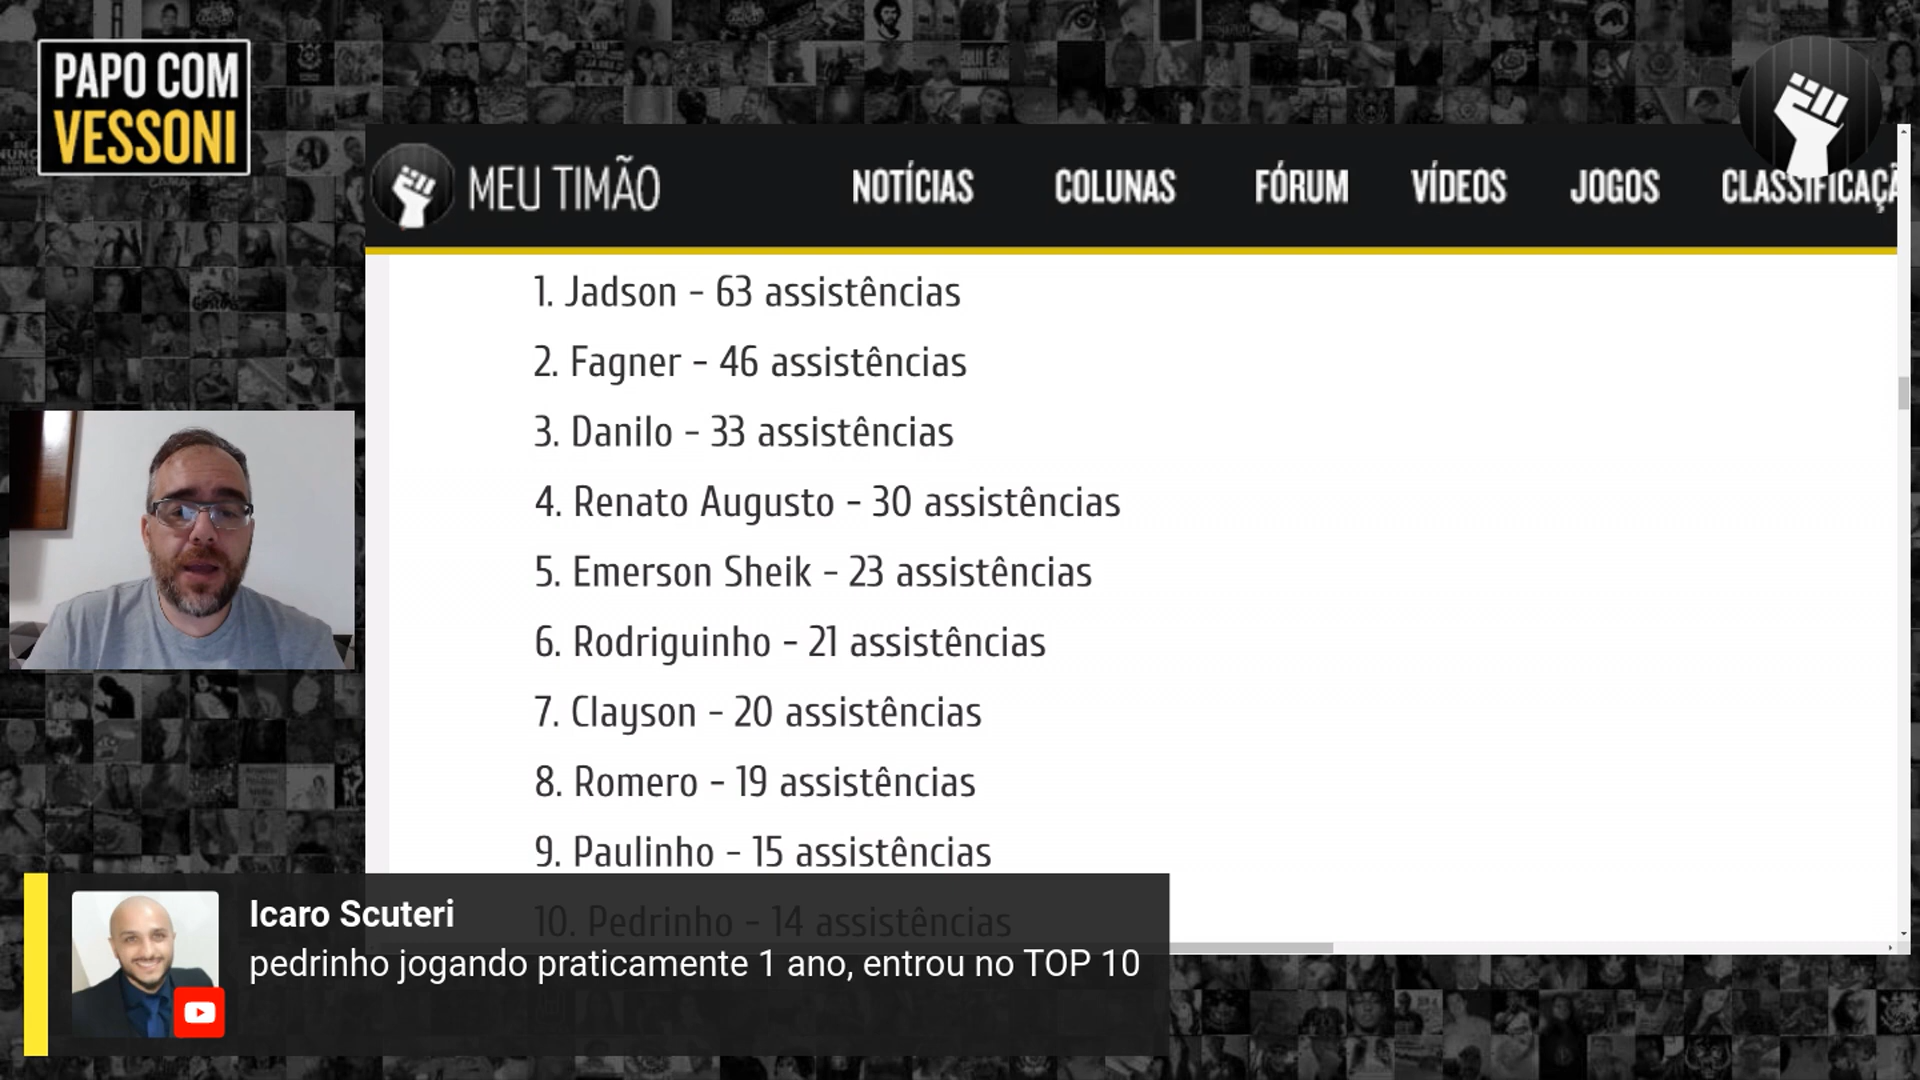 PAPO COM
VESSONI
MEU TIMÃO
NOTÍCIAS
COLUNAS
FÓRUM
VÍDEOS
JOGOS
CLASSIFICAÇÃ
1. Jadson - 63 assistências
2. Fagner - 46 assistências
3. Danilo - 33 assistências
4. Renato Augusto - 30 assistências
5. Emerson Sheik - 23 assistências
6. Rodriguinho - 21 assistências
7. Clayson - 20 assistências
8. Romero - 19 assistências
9. Paulinho - 15 assistências
10. Pedrinho - 14 assistências
Icaro Scuteri
pedrinho jogando praticamente 1 ano, entrou no TOP 10